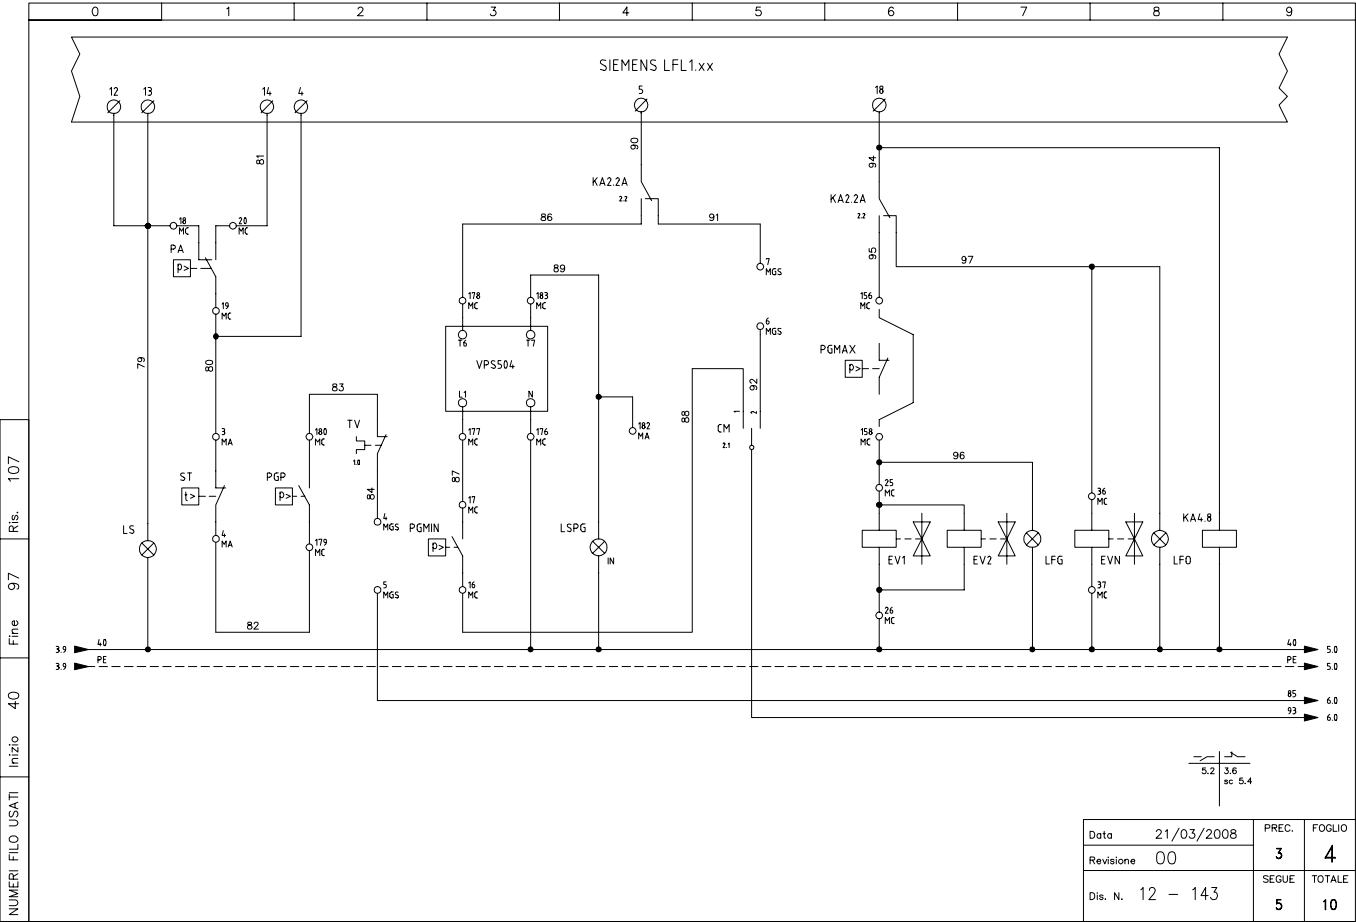 0 1 2 3 4 5 6 7 8 9
SIEMENS LFL1.xx
12 13 14 4 5 18
81
90
94
KA2.2A
2.2
KA2.2A
2.2
18
MC
20
MC
86
91
PA
P>
95
97
89
7
MGS
19
MC
178
MC
183
MC
156
MC
6
MGS
T6
T7
79
80
VPS504
PGMAX
P>
83
L1
N
92
88
1
2
TV
1.0
CM
2.1
3
MA
180
MC
177
MC
176
MC
182
MA
158
MC
96
87
ST
t>
PGP
P>
84
25
MC
36
MC
17
MC
4
MGS
LS
PGMIN
P>
LSPG
IN
KA4.8
4
MA
179
MC
EV1
EV2
LFG
EVN
LFO
5
MGS
16
MC
37
MC
26
MC
82
3.9
40
40
5.0
3.9
PE
PE
5.0
85
6.0
93
6.0
5.2
3.6
sc 5.4
NUMERI FILO USATI Inizio 40 Fine 97 Ris. 107
Data 21/03/2008
PREC.
3
FOGLIO
4
Revisione 00
Dis. N. 12 - 143
SEGUE
5
TOTALE
10